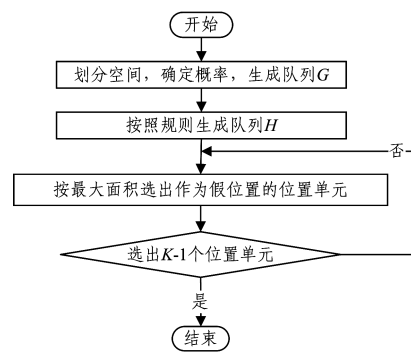 开始
划分空间，确定概率，生成队列G
按照规则生成队列H
否
按最大面积选出作为假位置的位置单元
选出K-1个位置单元
是
结束